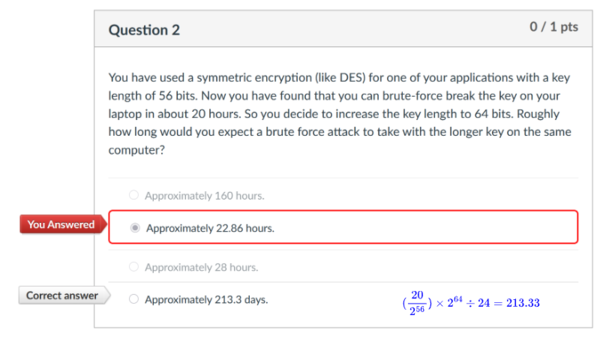 Question 2
0 / 1 pts
You have used a symmetric encryption (like DES) for one of your applications with a key
length of 56 bits. Now you have found that you can brute-force break the key on your
laptop in about 20 hours. So you decide to increase the key length to 64 bits. Roughly
how long would you expect a brute force attack to take with the longer key on the same
computer?
Approximately 160 hours.
You Answered
Approximately 22.86 hours.
Approximately 28 hours.
Correct answer
Approximately 213.3 days.
(20/2^56) × 2^64 ÷ 24 = 213.33